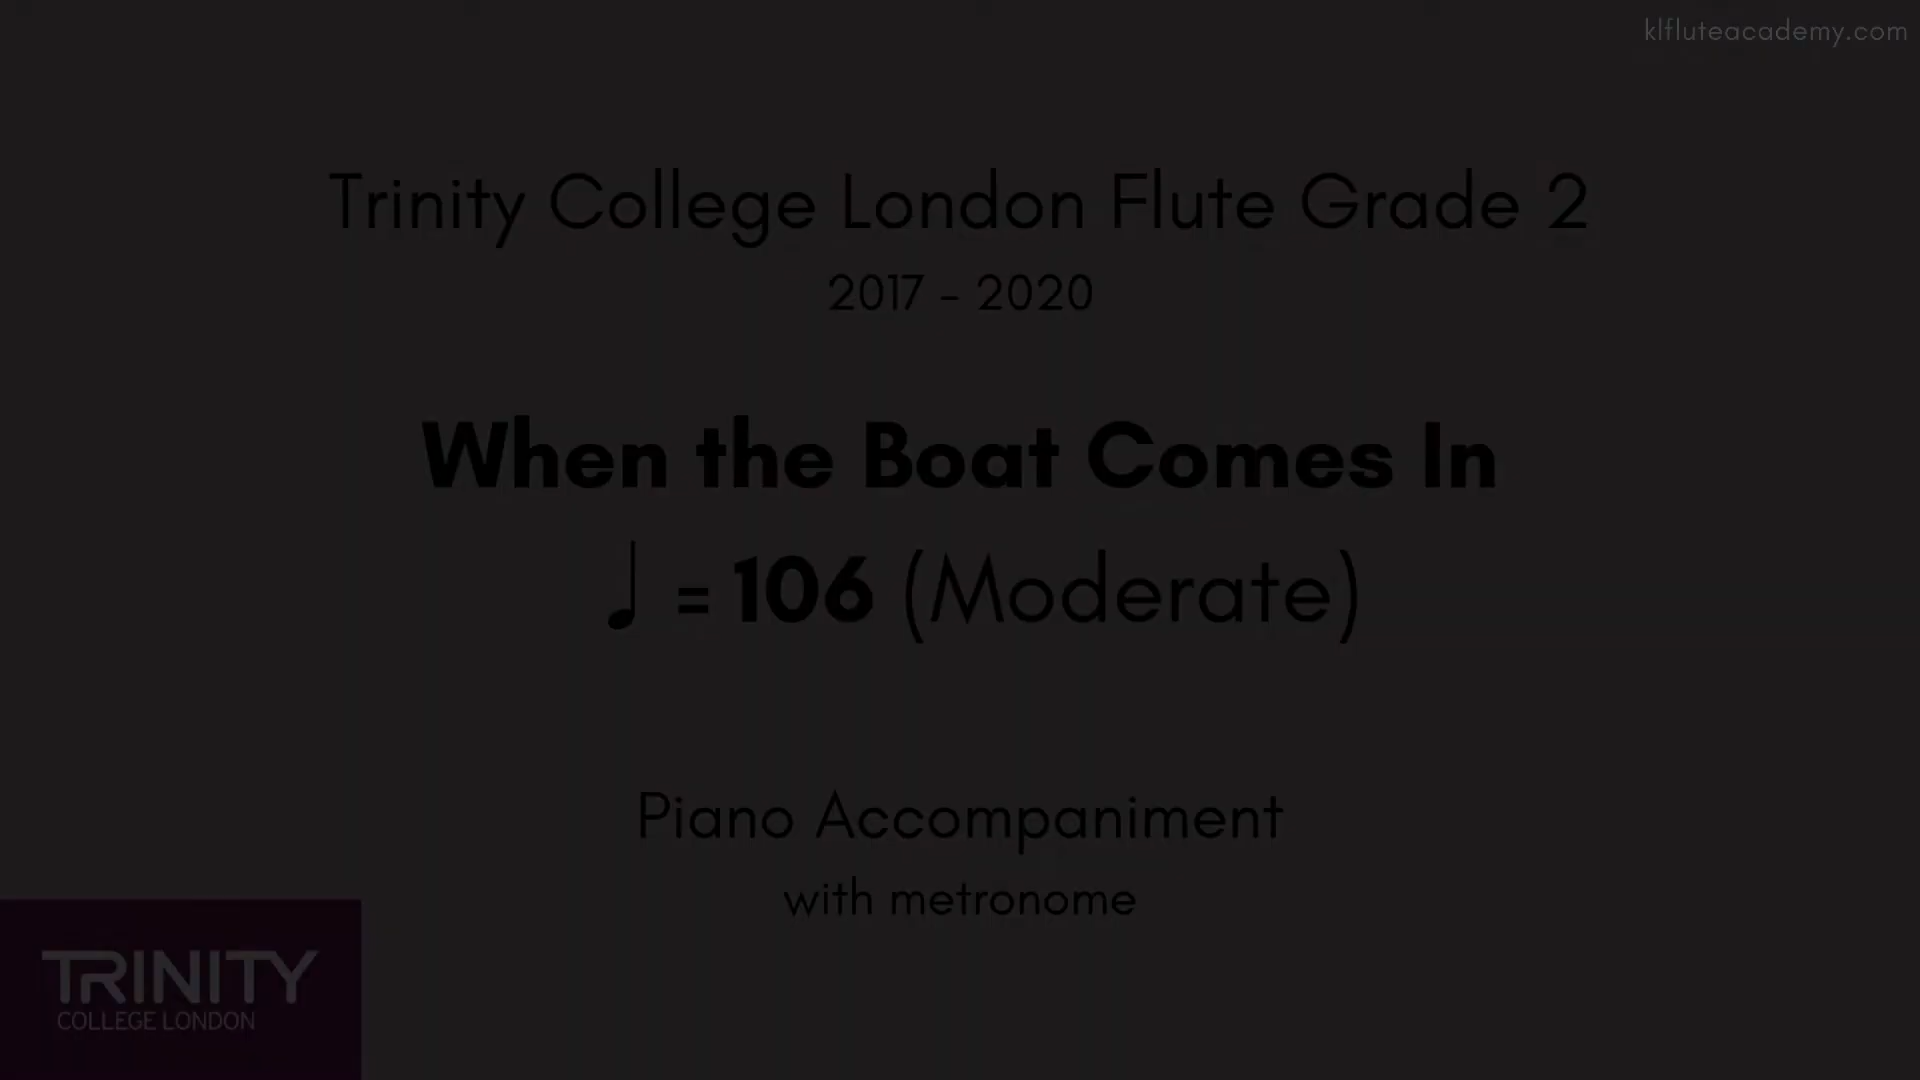 klfluteacademy.com
Trinity College London Flute Grade 2
2017 - 2020
When the Boat Comes In
♩ = 106 (Moderate)
Piano Accompaniment
with metronome
TRINITY
COLLEGE LONDON